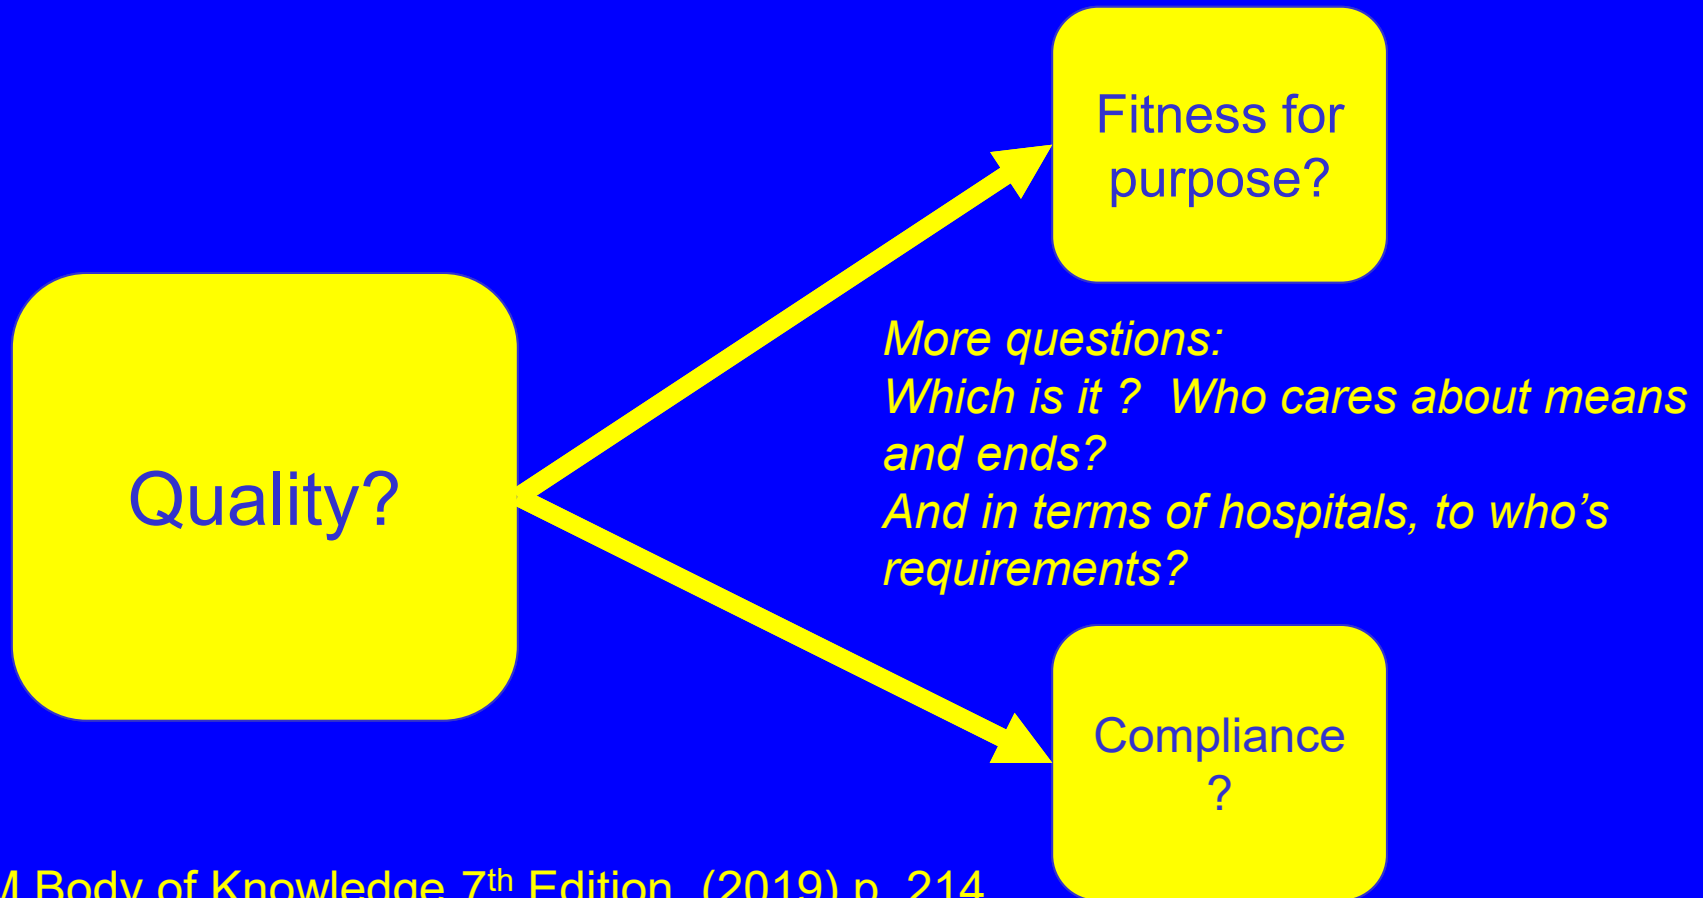 Fitness for
purpose?
More questions:
Which is it ?  Who cares about means
and ends?
And in terms of hospitals, to who’s
requirements?
Quality?
Compliance
?
M Body of Knowledge 7th Edition (2019) p. 214